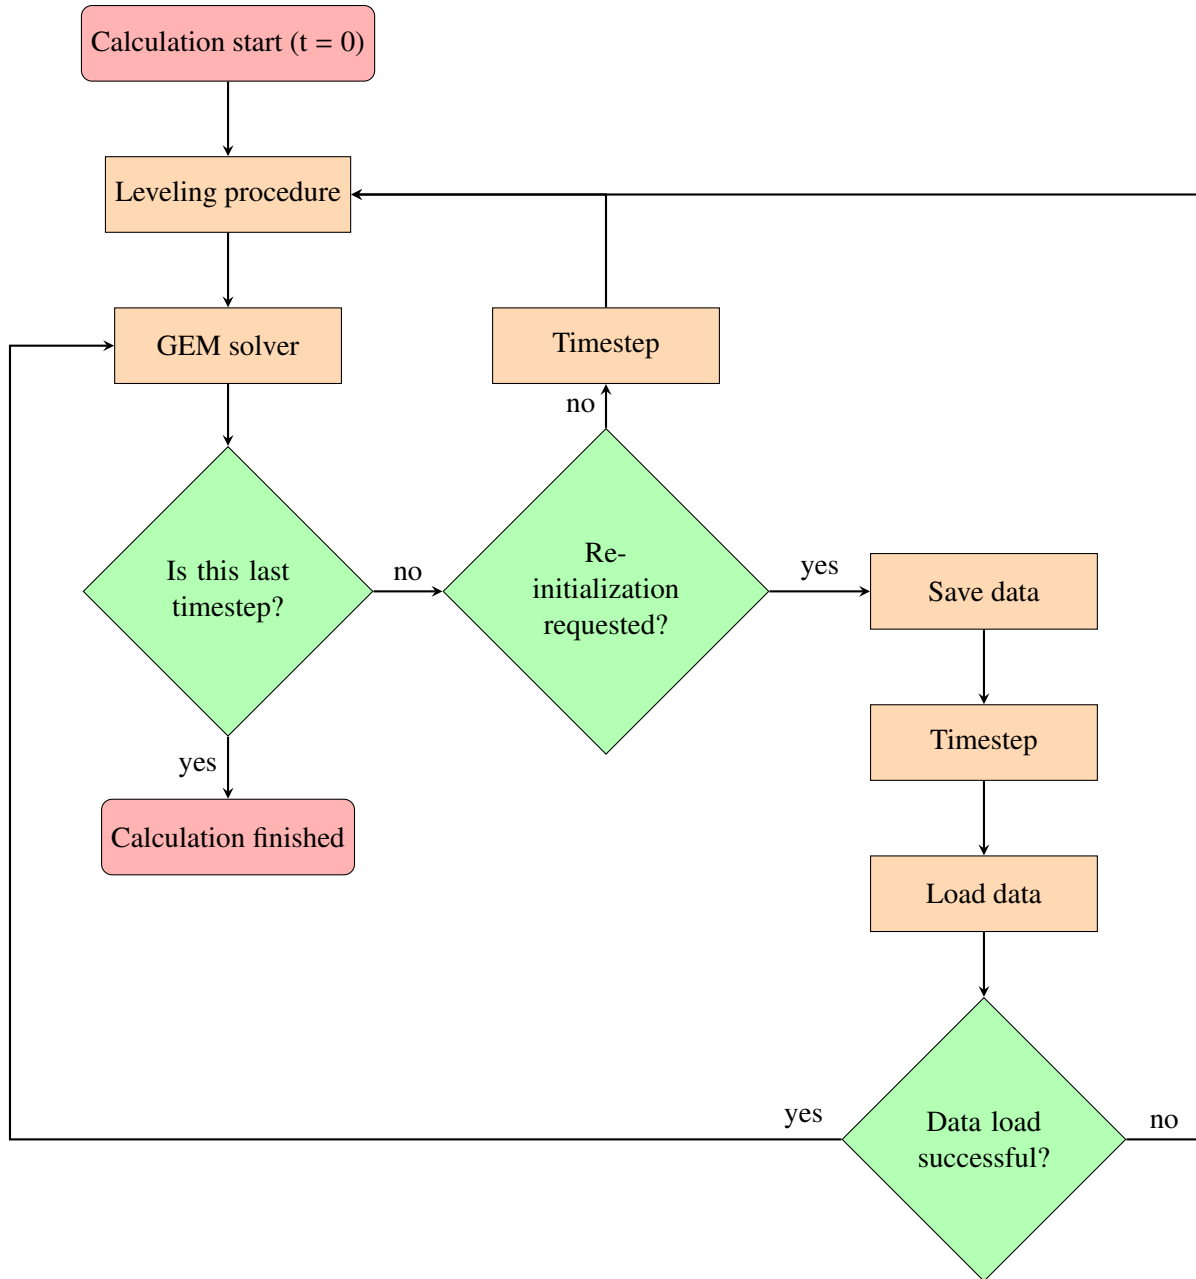 Calculation start (t = 0)
Leveling procedure
GEM solver
Timestep
no
Is this last
timestep?
no
Re-
initialization
requested?
yes
Save data
Timestep
yes
Calculation finished
Load data
yes
Data load
successful?
no